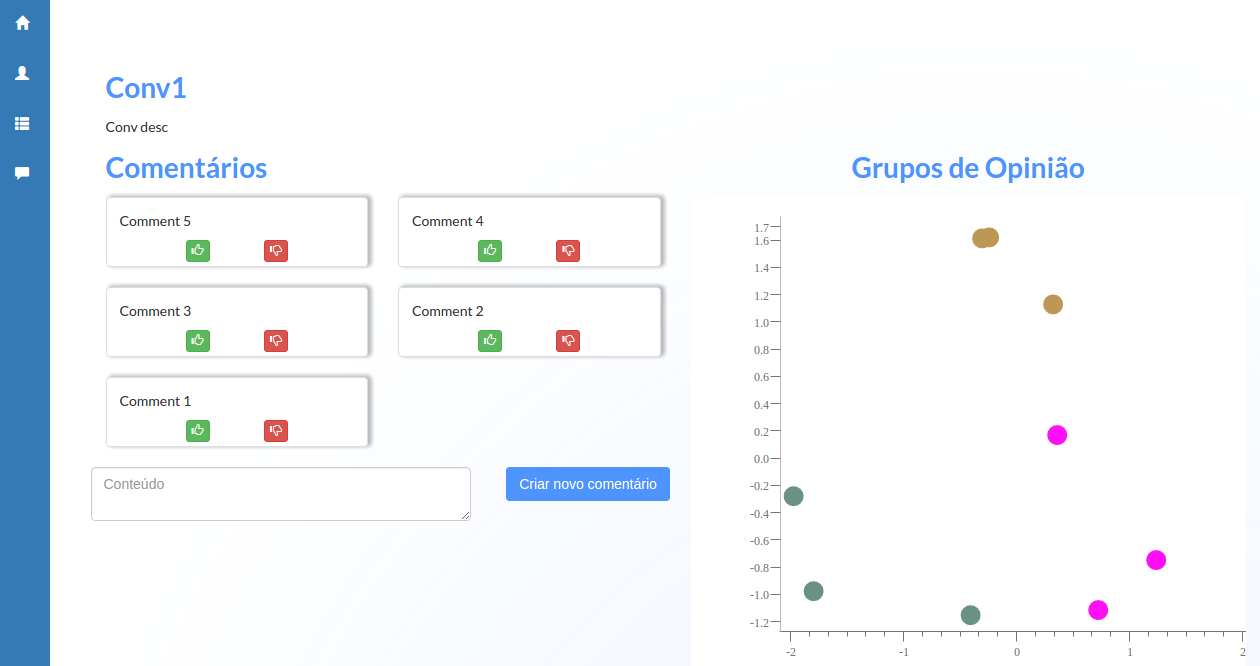 Conv1
Conv desc
Comentários
Comment 5
Comment 4
Comment 3
Comment 2
Comment 1
Conteúdo
Criar novo comentário
Grupos de Opinião
1.7
1.6
1.4
1.2
1.0
0.8
0.6
0.4
0.2
0.0
-0.2
-0.4
-0.6
-0.8
-1.0
-1.2
-2 -1 0 1 2